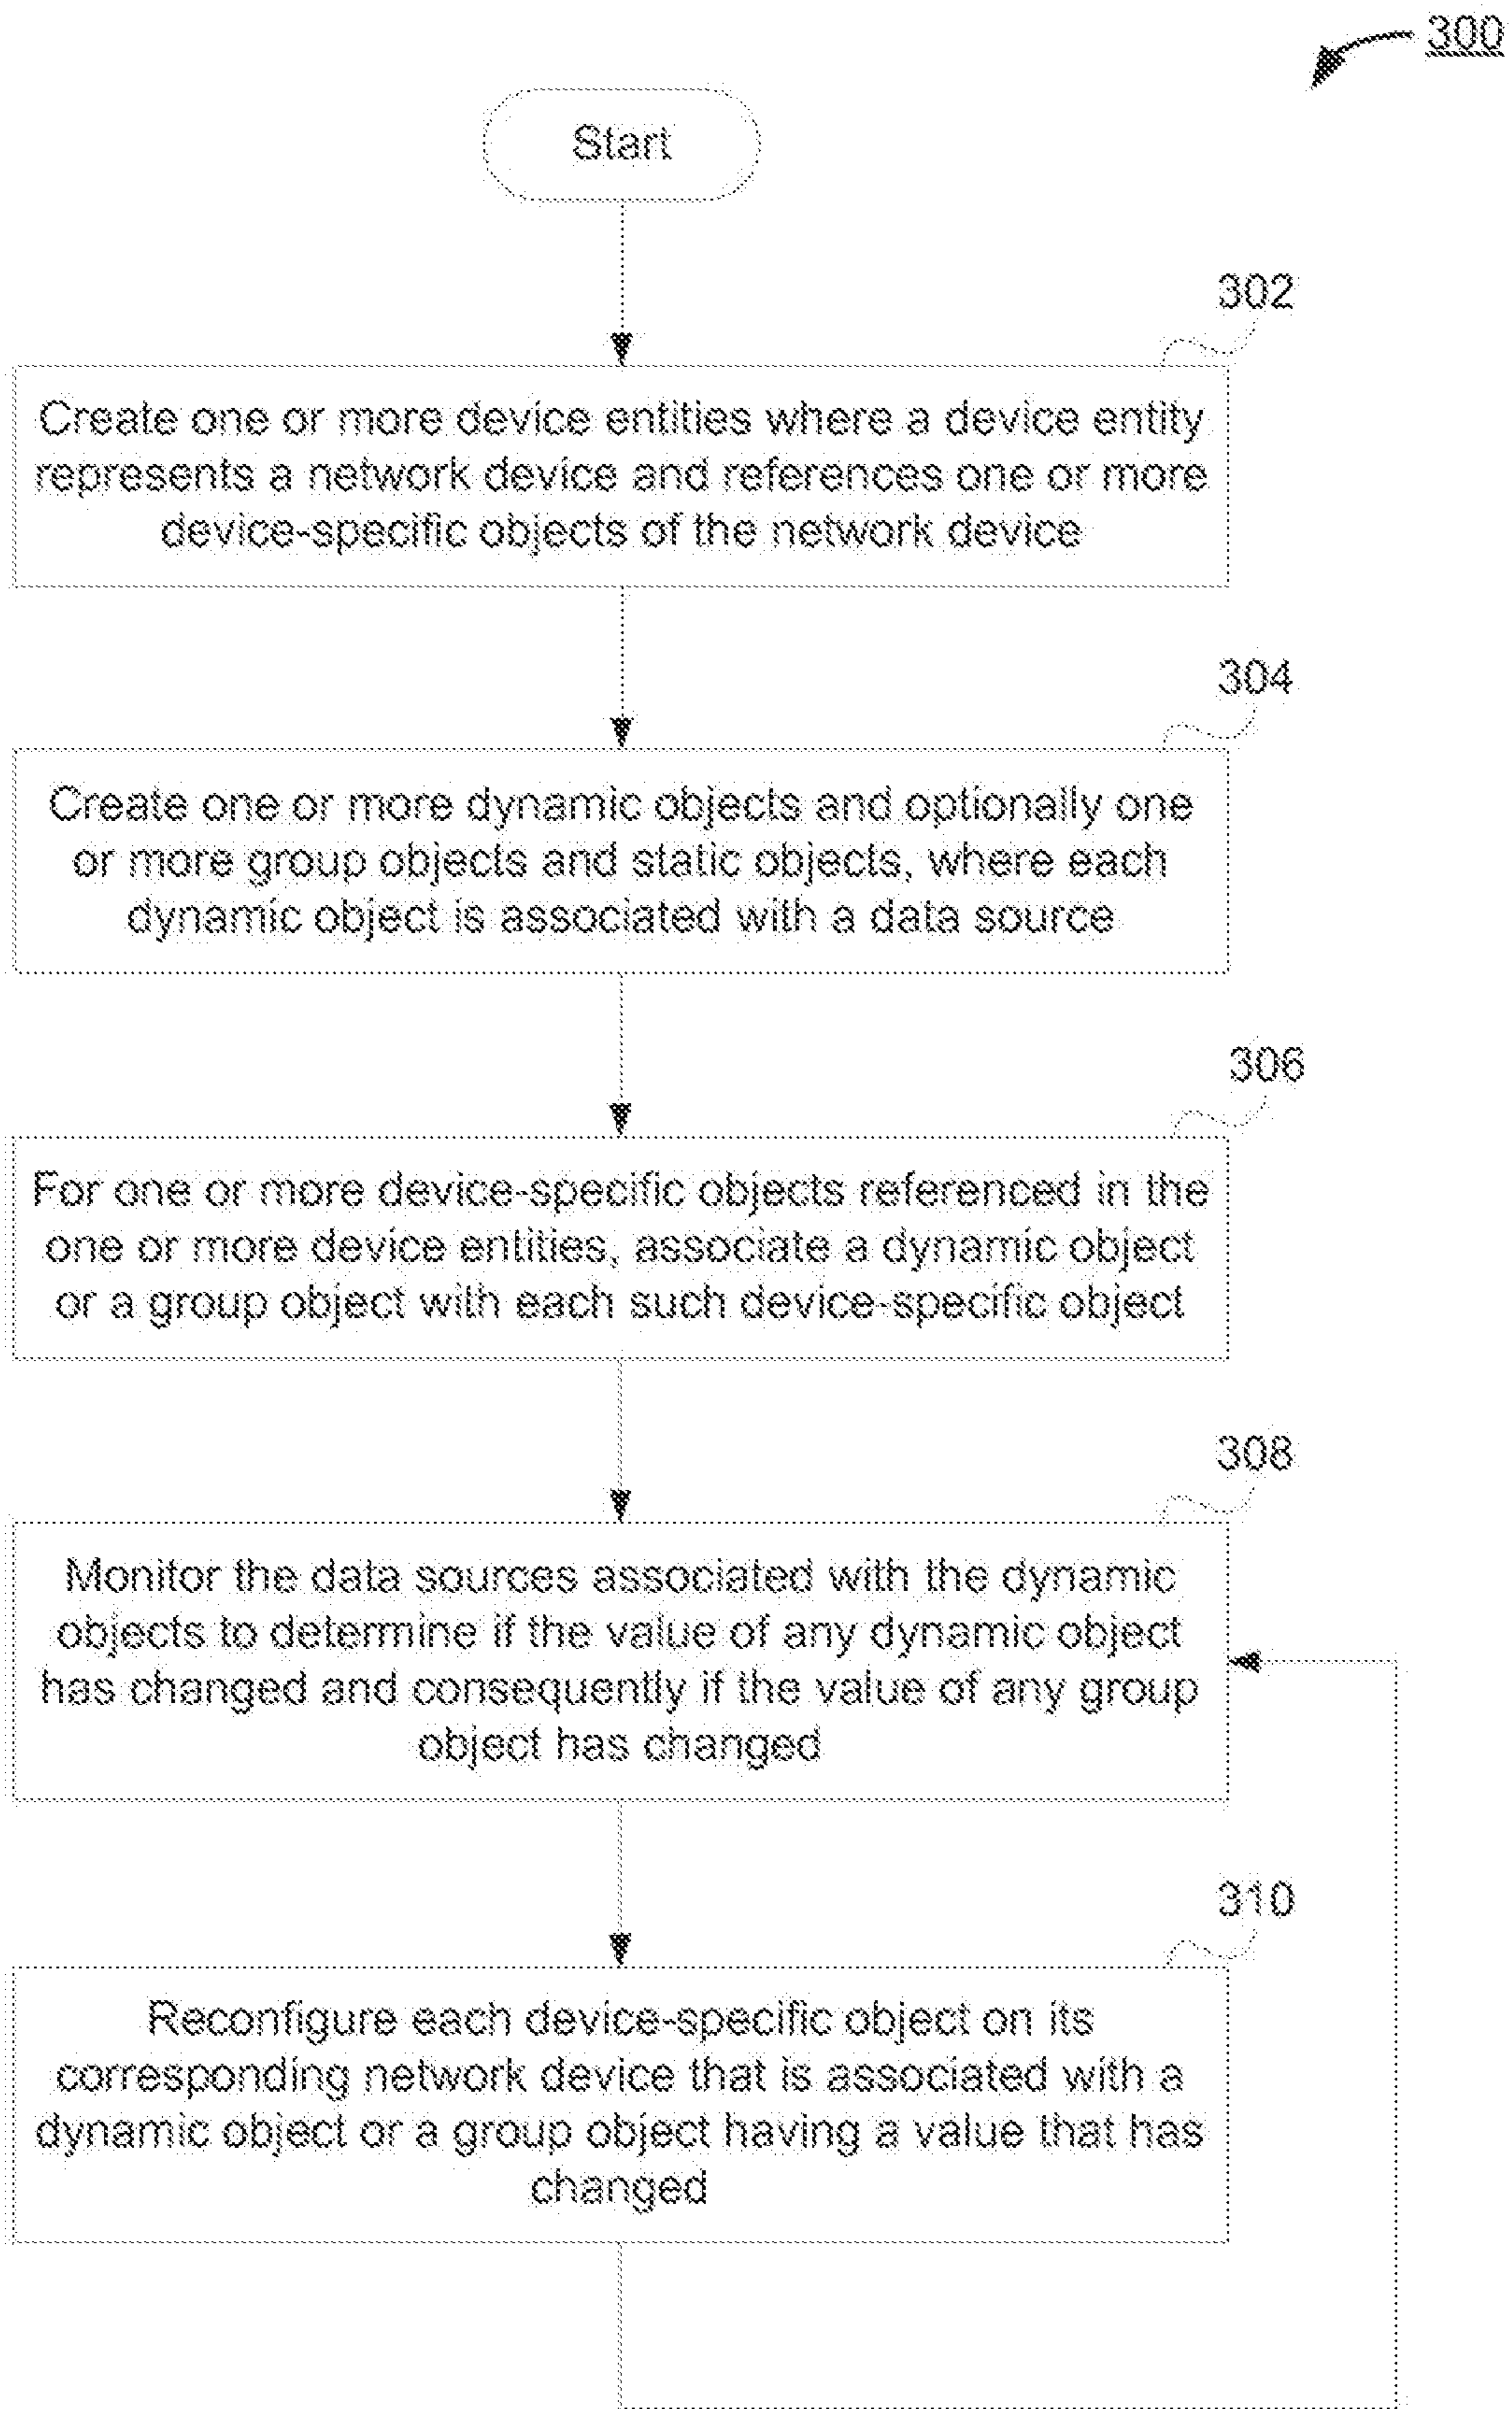 300
Start
302
Create one or more device entities where a device entity
represents a network device and references one or more
device-specific objects of the network device
304
Create one or more dynamic objects and optionally one
or more group objects and static objects, where each
dynamic object is associated with a data source
306
For one or more device-specific objects referenced in the
one or more device entities, associate a dynamic object
or a group object with each such device-specific object
308
Monitor the data sources associated with the dynamic
objects to determine if the value of any dynamic object
has changed and consequently if the value of any group
object has changed
310
Reconfigure each device-specific object on its
corresponding network device that is associated with a
dynamic object or a group object having a value that has
changed